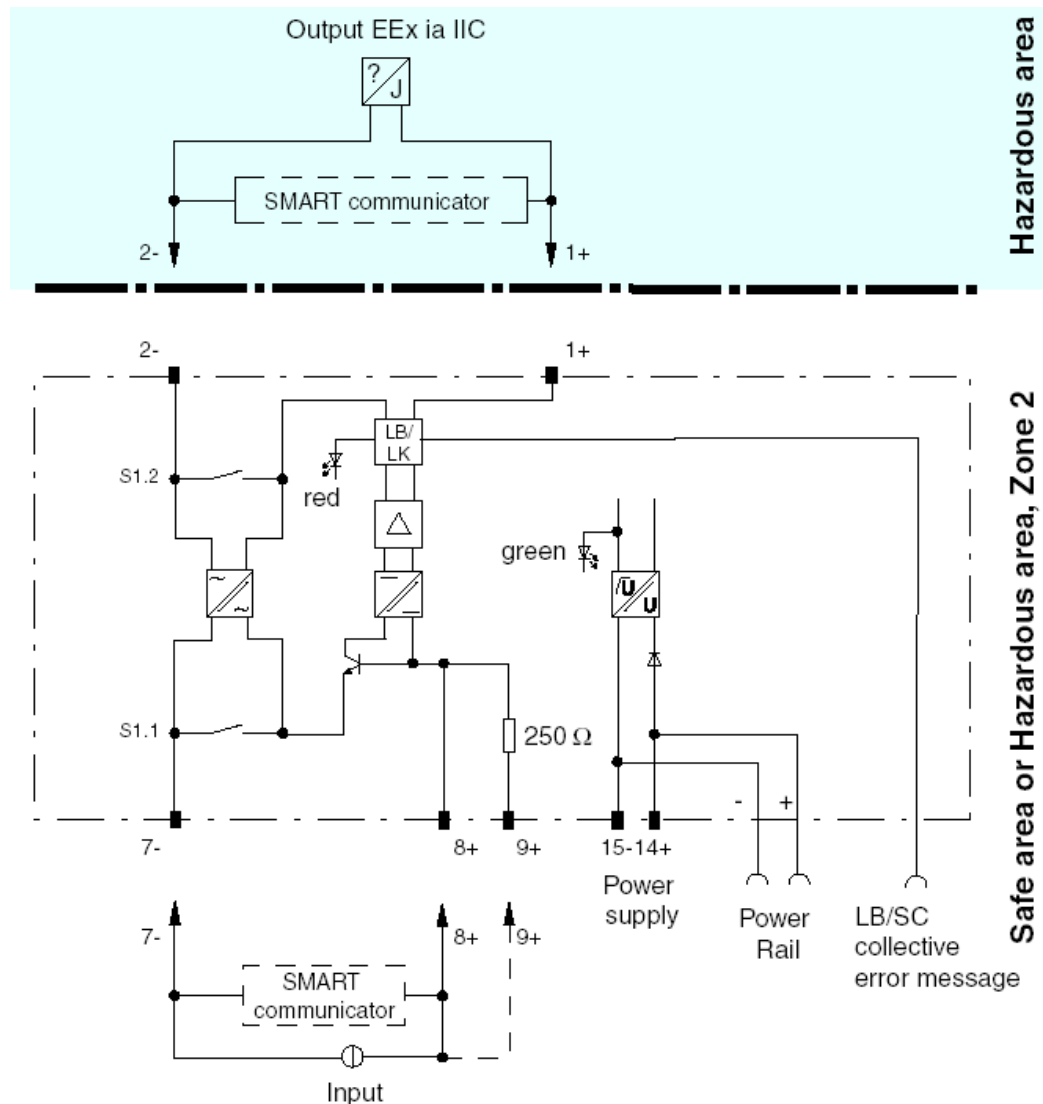 Output EEx ia IIC
?
J
SMART communicator
2-
1+
Hazardous area
2-
1+
LB/
LK
S1.2
red
△
green
~
~
U
U
S1.1
250 Ω
-
+
7-
8+
9+
15-
14+
Power
supply
Power
Rail
LB/SC
collective
error message
7-
8+
9+
SMART
communicator
Input
Safe area or Hazardous area, Zone 2